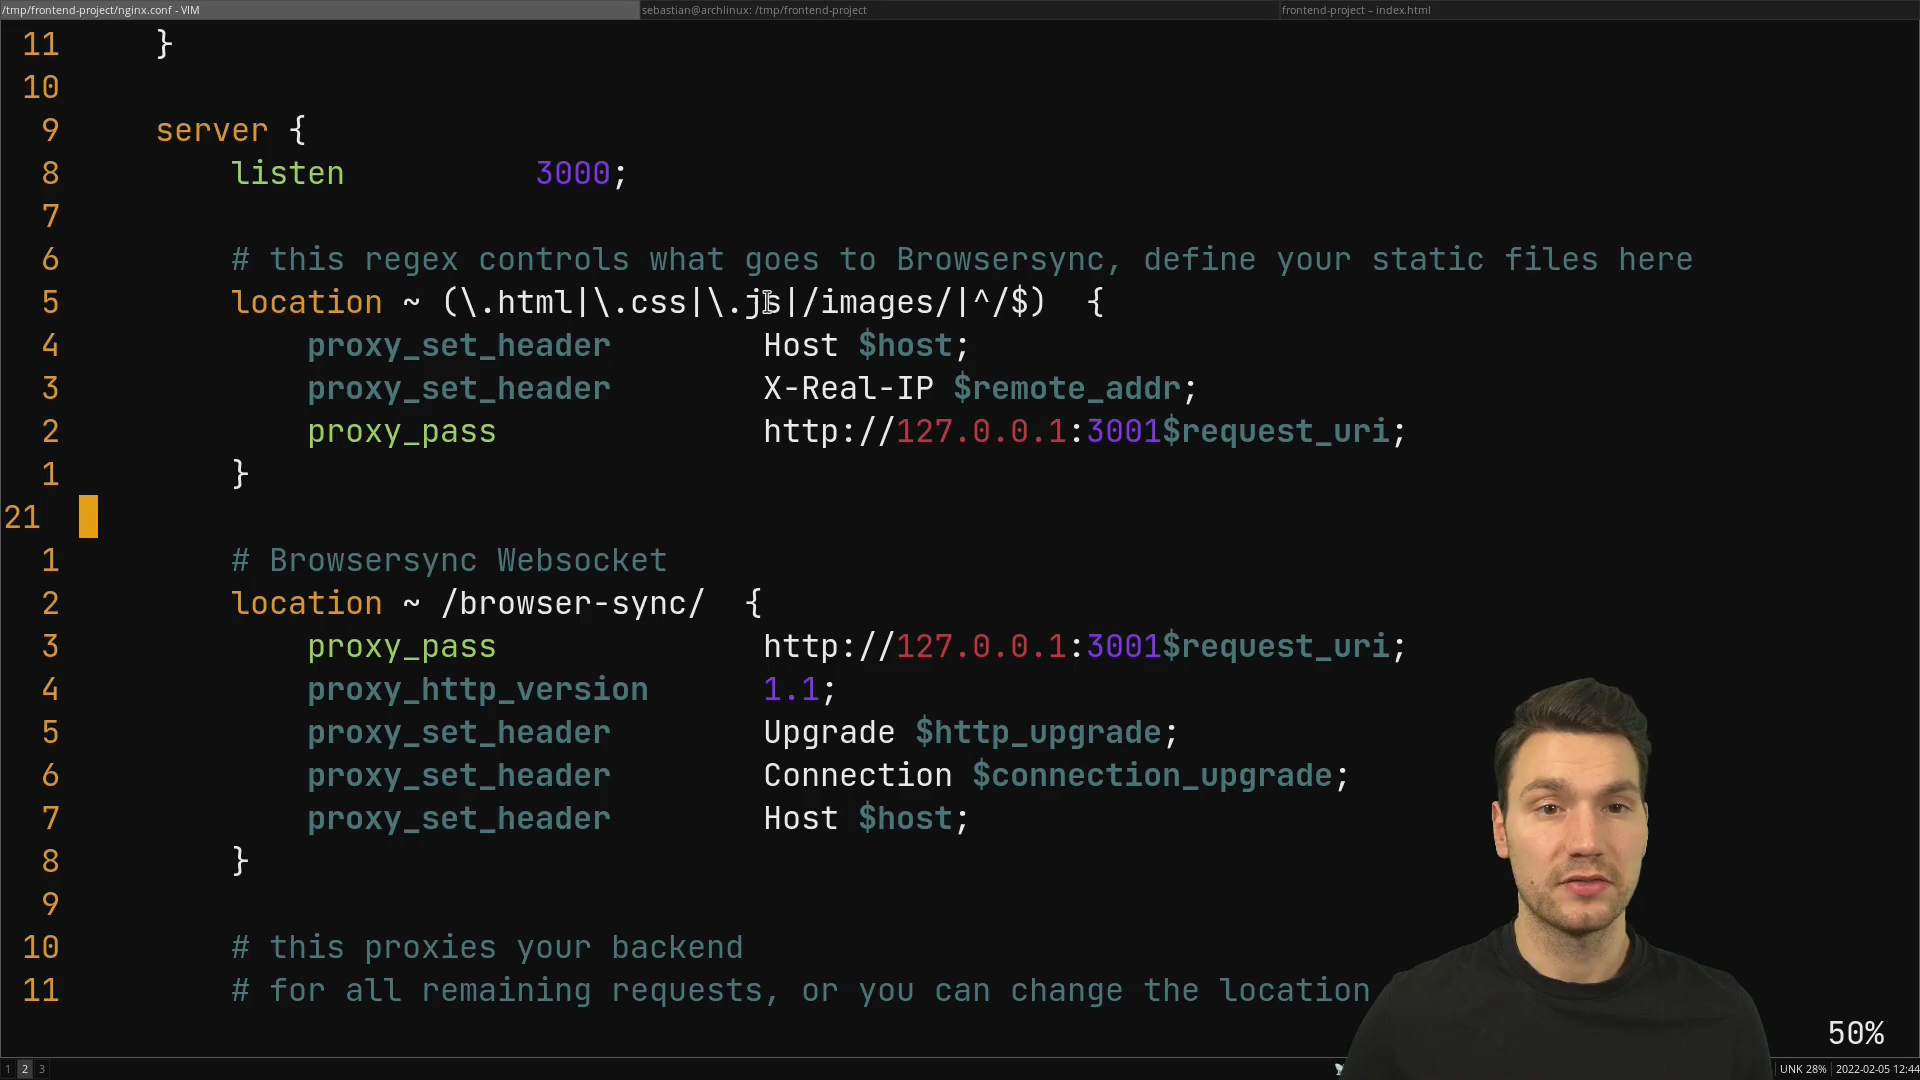 /tmp/frontend-project/nginx.conf - VIM sebastian@archlinux: /tmp/frontend-project frontend-project – index.html
11 }
10
9 server {
8 listen 3000;
7
6 # this regex controls what goes to Browsersync, define your static files here
5 location ~ (\.html|\.css|\.js|/images/|^/$) {
4 proxy_set_header Host $host;
3 proxy_set_header X-Real-IP $remote_addr;
2 proxy_pass http://127.0.0.1:3001$request_uri;
1 }
21
1 # Browsersync Websocket
2 location ~ /browser-sync/ {
3 proxy_pass http://127.0.0.1:3001$request_uri;
4 proxy_http_version 1.1;
5 proxy_set_header Upgrade $http_upgrade;
6 proxy_set_header Connection $connection_upgrade;
7 proxy_set_header Host $host;
8 }
9
10 # this proxies your backend
11 # for all remaining requests, or you can change the location
50%
1 2 3 UNK 28% 2022-02-05 12:44